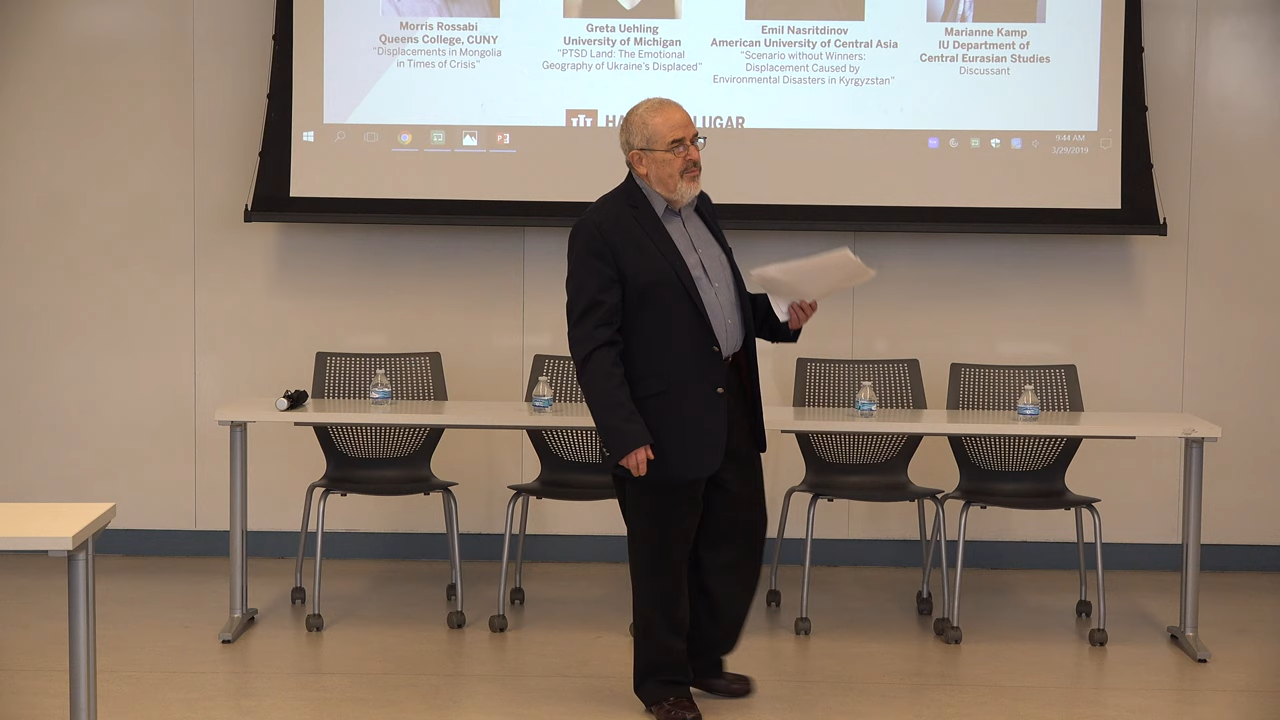 Morris Rossabi
Queens College, CUNY
“Displacements in Mongolia
in Times of Crisis”
Greta Uehling
University of Michigan
“PTSD Land: The Emotional
Geography of Ukraine’s Displaced”
Emil Nasritdinov
American University of Central Asia
“Scenario without Winners:
Displacement Caused by
Environmental Disasters in Kyrgyzstan”
Marianne Kamp
IU Department of
Central Eurasian Studies
Discussant
HA LUGAR
9:44 AM
3/29/2019